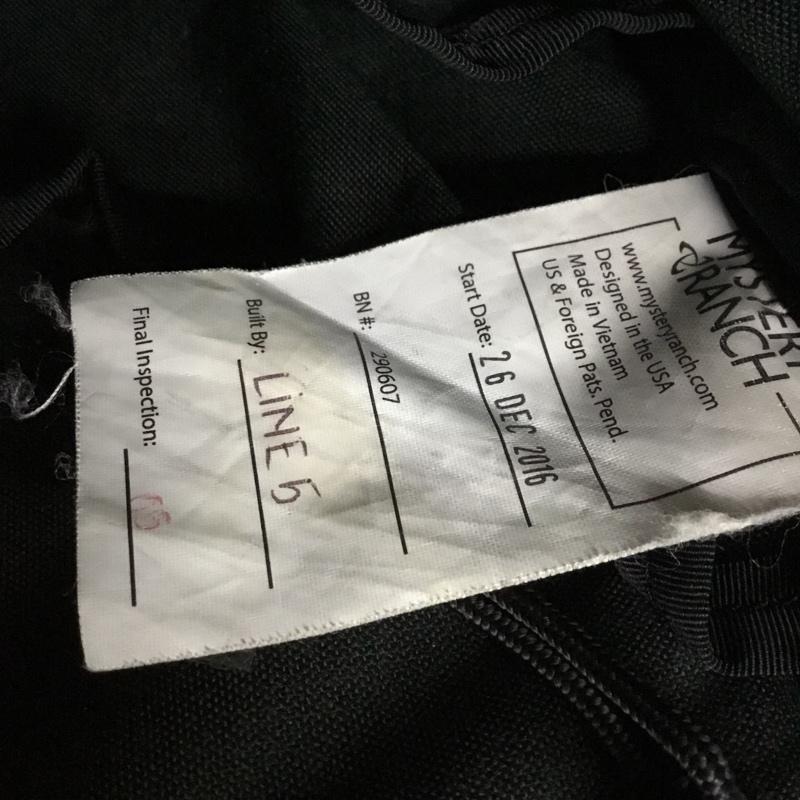 MYSTERY
RANCH
www.mysteryranch.com
Designed in the USA
Made in Vietnam
US & Foreign Pats. Pend.
Start Date: 26 DEC 2016
BN #: 290607
Built By: LINE 5
Final Inspection: